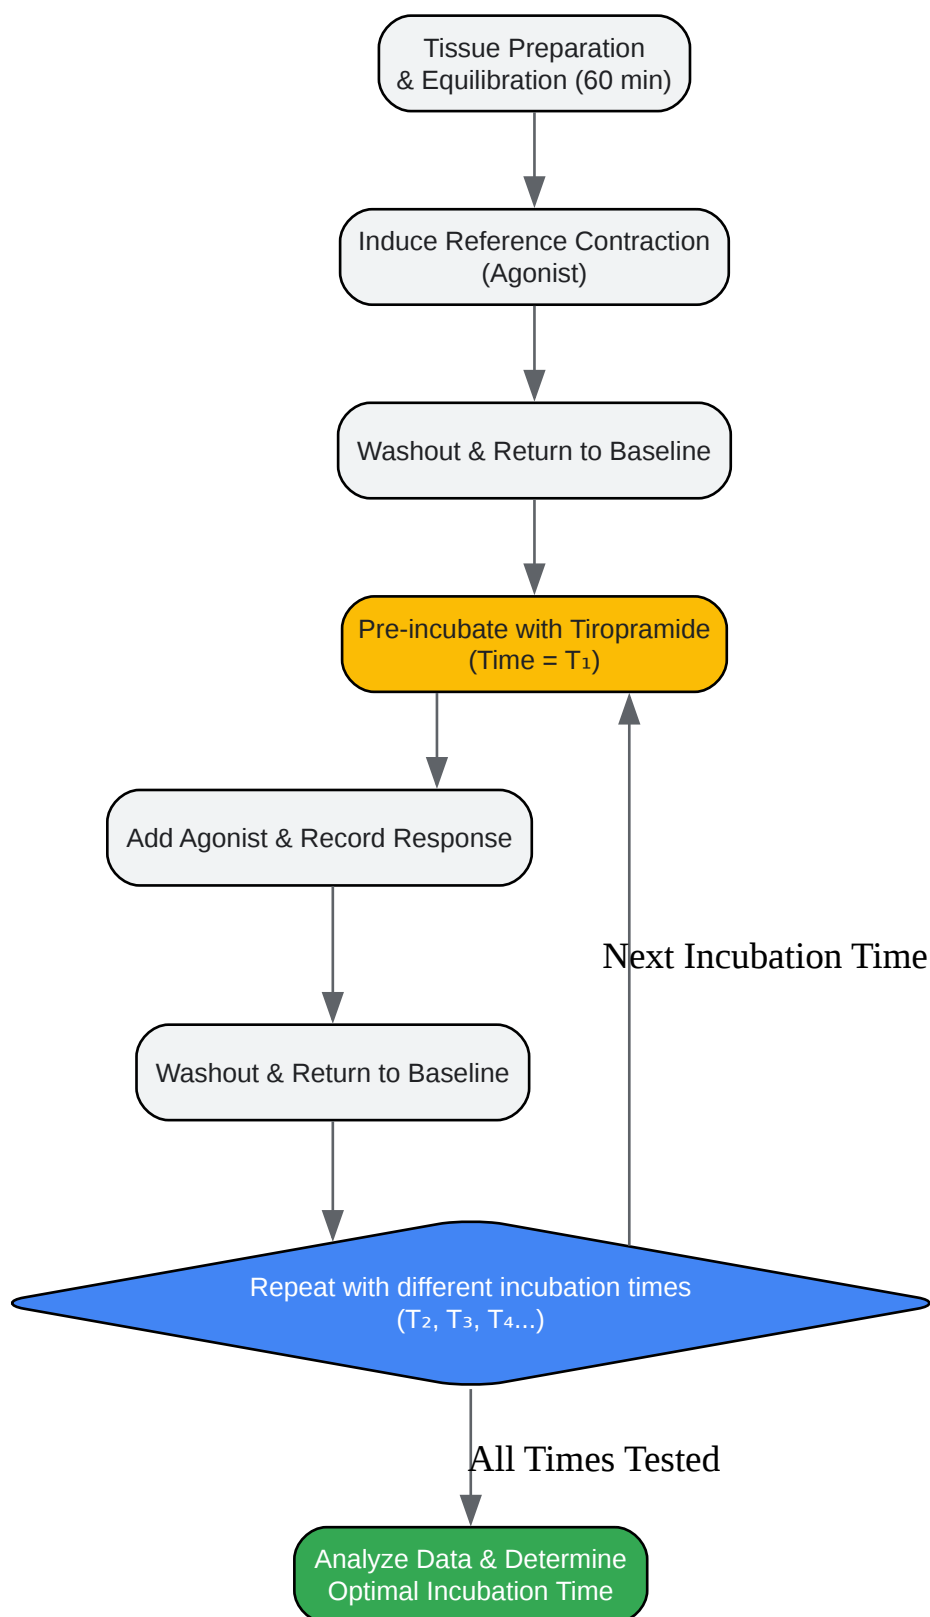 Tissue Preparation
& Equilibration (60 min)
Induce Reference Contraction
(Agonist)
Washout & Return to Baseline
Pre-incubate with Tiropramide
(Time = T₁)
Add Agonist & Record Response
Next Incubation Time
Washout & Return to Baseline
Repeat with different incubation times
(T₂, T₃, T₄...)
All Times Tested
Analyze Data & Determine
Optimal Incubation Time